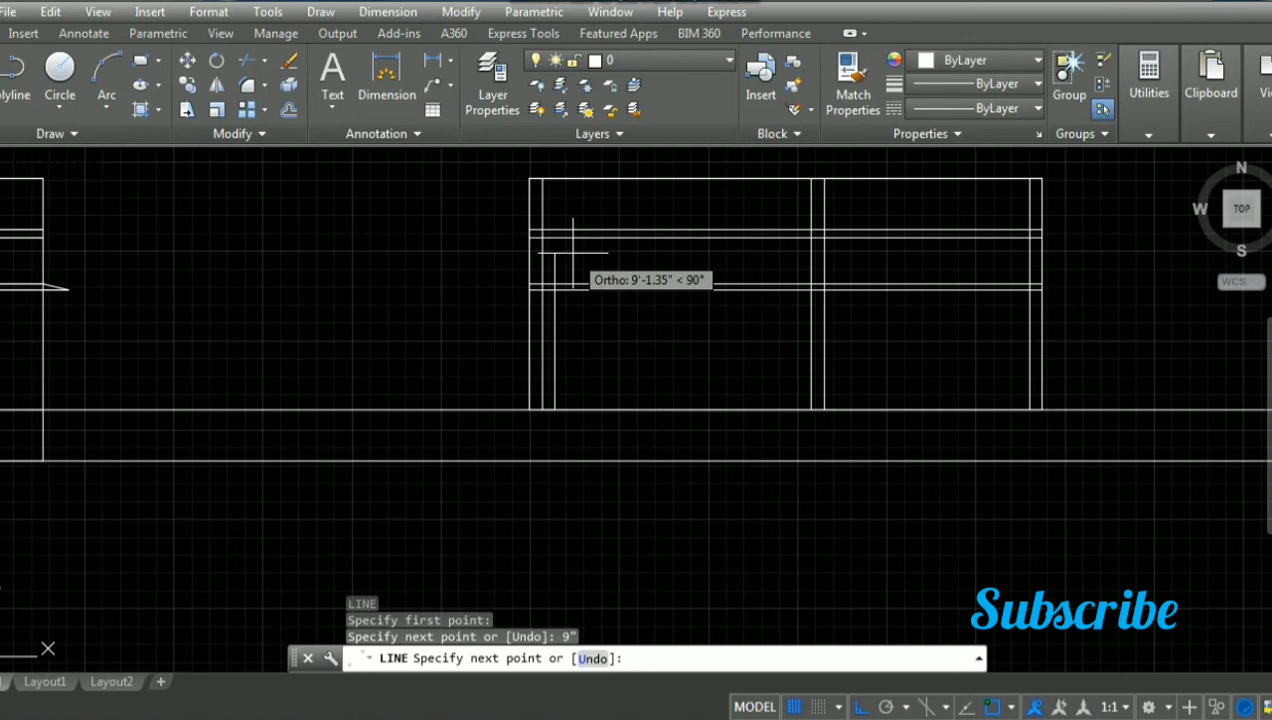 File Edit View Insert Format Tools Draw Dimension Modify Parametric Window Help Express
Insert Annotate Parametric View Manage Output Add-ins A360 Express Tools Featured Apps BIM 360 Performance
0
ByLayer
ByLayer
ByLayer
Circle Arc Text Dimension Layer Properties Insert Match Properties Group Utilities Clipboard
Draw Modify Annotation Layers Block Properties Groups
N
W TOP
S
WCS
Ortho: 9'-1.35" < 90°
Subscribe
LINE
Specify first point:
Specify next point or [Undo]: 9"
LINE Specify next point or [Undo]:
Layout1 Layout2
MODEL 1:1